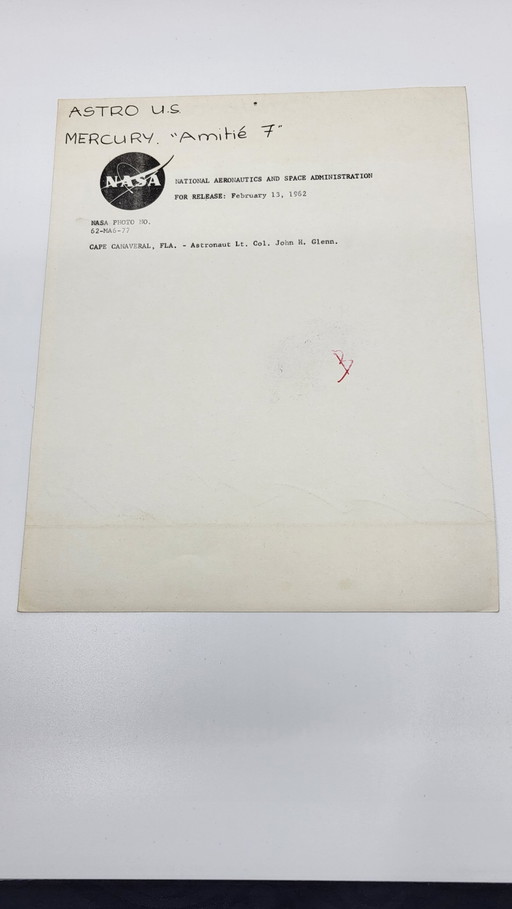 ASTRO U.S.
MERCURY. "Amitié 7"
NASA
NATIONAL AERONAUTICS AND SPACE ADMINISTRATION
FOR RELEASE: February 13, 1962
NASA PHOTO NO.
62-MA6-77
CAPE CANAVERAL, FLA. - Astronaut Lt. Col. John H. Glenn.